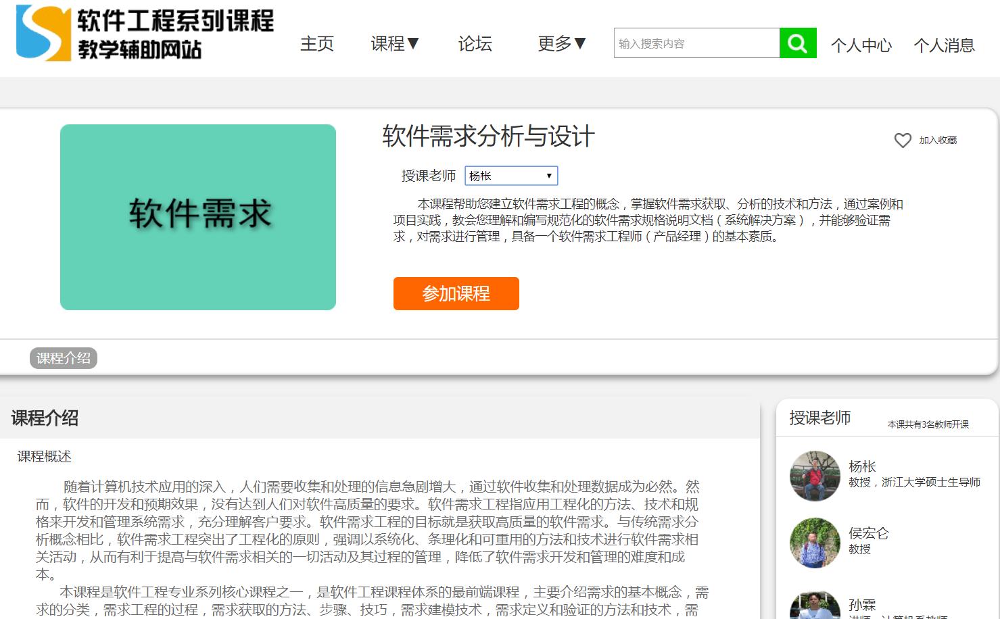 软件工程系列课程
教学辅助网站
主页
课程▼
论坛
更多▼
输入搜索内容
个人中心
个人消息
软件需求
软件需求分析与设计
加入收藏
授课老师
杨枨
本课程帮助您建立软件需求工程的概念，掌握软件需求获取、分析的技术和方法，通过案例和
项目实践，教会您理解和编写规范化的软件需求规格说明文档（系统解决方案），并能够验证需
求，对需求进行管理，具备一个软件需求工程师（产品经理）的基本素质。
参加课程
课程介绍
课程介绍
课程概述
随着计算机技术应用的深入，人们需要收集和处理的信息急剧增大，通过软件收集和处理数据成为必然。然
而，软件的开发和预期效果，没有达到人们对软件高质量的要求。软件需求工程指应用工程化的方法、技术和规
格来开发和管理系统需求，充分理解客户要求。软件需求工程的目标就是获取高质量的软件需求。与传统需求分
析概念相比，软件需求工程突出了工程化的原则，强调以系统化、条理化和可重用的方法和技术进行软件需求相
关活动，从而有利于提高与软件需求相关的一切活动及其过程的管理，降低了软件需求开发和管理的难度和成
本。
本课程是软件工程专业系列核心课程之一，是软件工程课程体系的最前端课程，主要介绍需求的基本概念，需
求的分类，需求工程的过程，需求获取的方法、步骤、技巧，需求建模技术，需求定义和验证的方法和技术，需
授课老师
本课共有3名教师开课
杨枨
教授，浙江大学硕士生导师
侯宏仑
教授
孙霖
讲师，计算机系教师